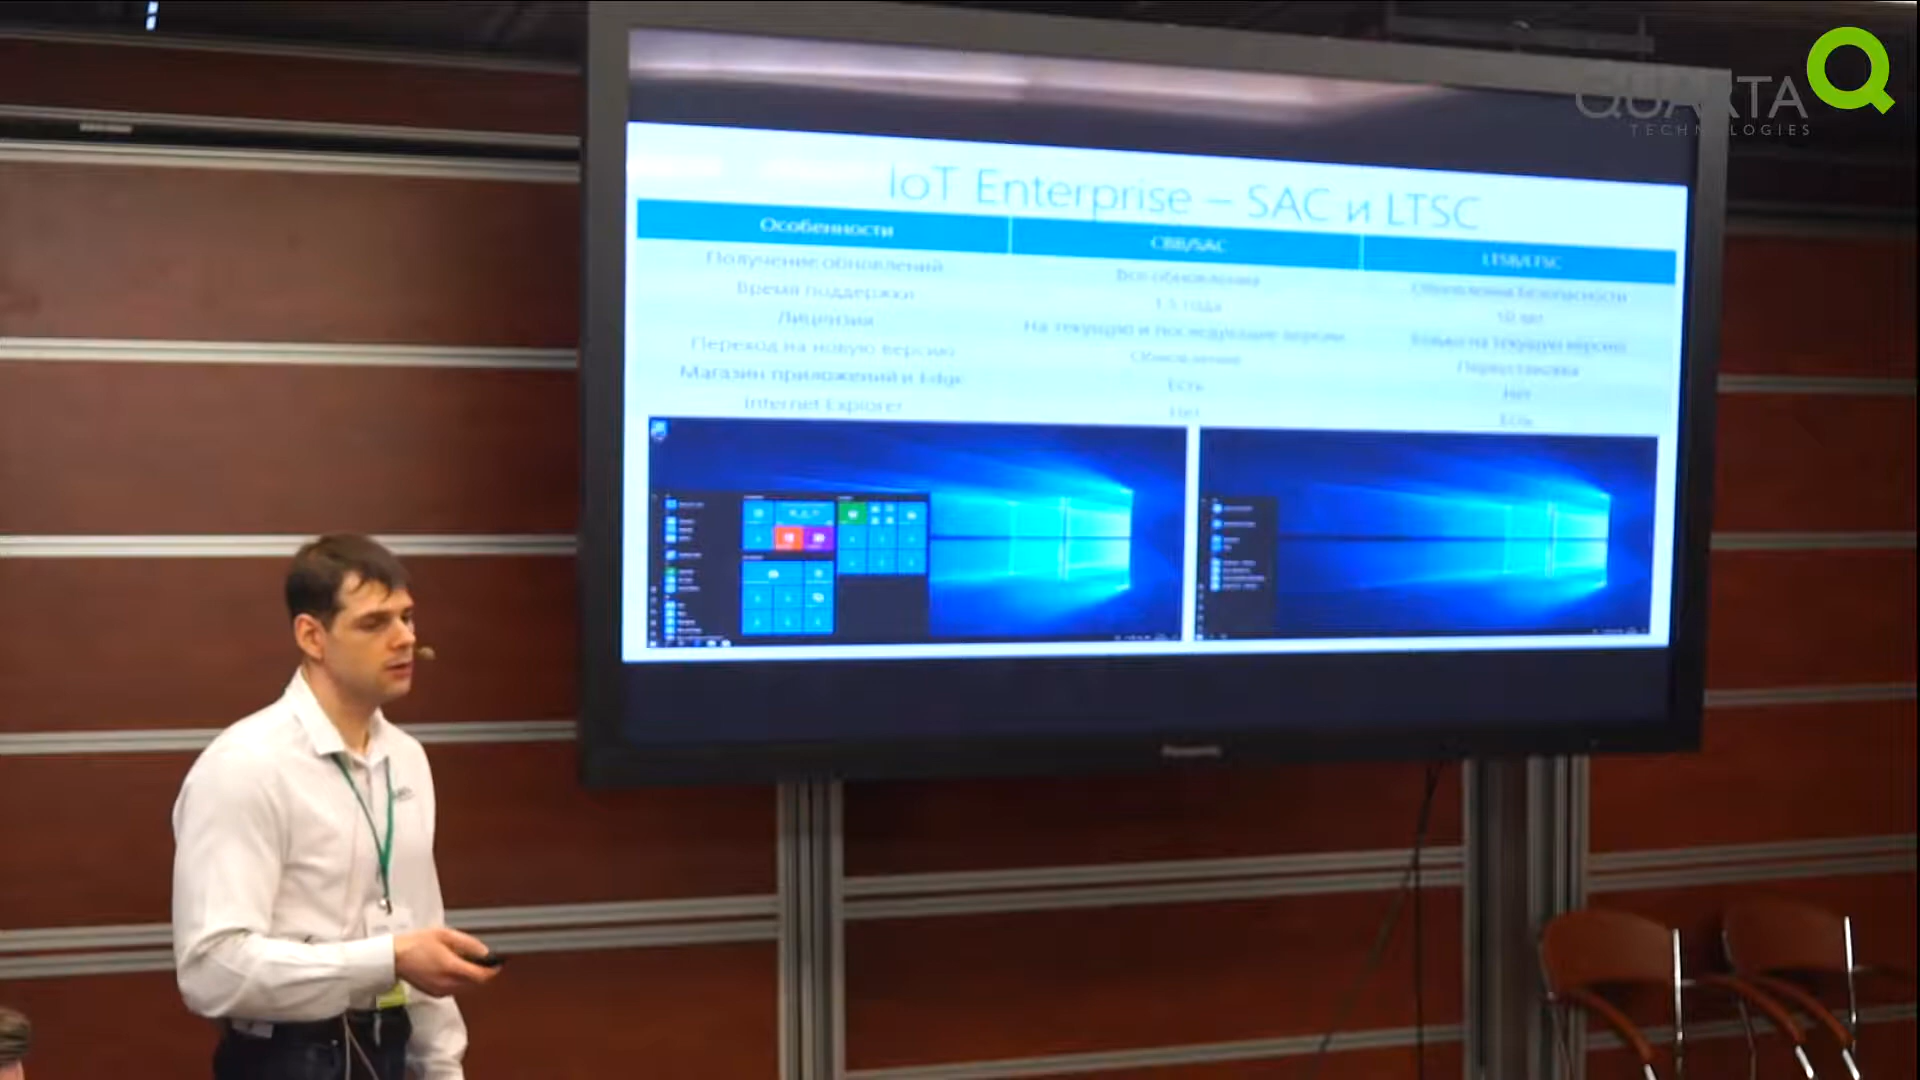 QUARTA
TECHNOLOGIES
IoT Enterprise – SAC и LTSC
Особенности CBB/SAC LTSB/LTSC
Получение обновлений Все обновления Обновления безопасности
Время поддержки 1.5 года 10 лет
Лицензия На текущую и последующие версии Только на текущую версию
Переход на новую версию Обновление Переустановка
Магазин приложений и Edge Есть Нет
Internet Explorer Нет Есть
Panasonic